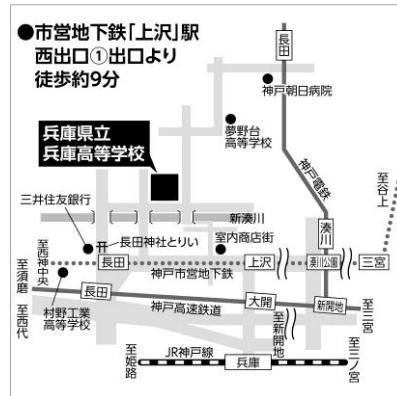 ●市営地下鉄「上沢」駅
西出口①出口より
徒歩約9分
長田
神戸朝日病院
夢野台
高等学校
兵庫県立
兵庫高等学校
神戸電鉄
至谷上
三井住友銀行
新湊川
湊川
長田神社とりい
室内商店街
至西神中央
長田
神戸市営地下鉄
上沢
湊川公園
三宮
至須磨
至西代
長田
神戸高速鉄道
大開
新開地
至三宮
村野工業
高等学校
至新開地
至姫路
JR神戸線
兵庫
至三ノ宮